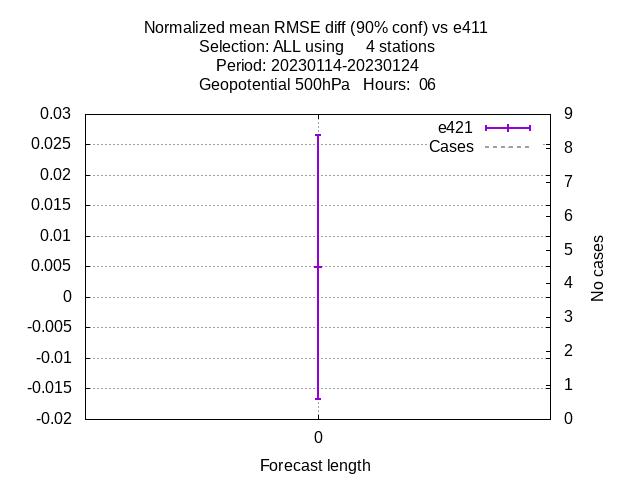 Normalized mean RMSE diff (90% conf) vs e411
Selection: ALL using     4 stations
Period: 20230114-20230124
Geopotential 500hPa   Hours:  06
e421
Cases
0.03
0.025
0.02
0.015
0.01
0.005
0
-0.005
-0.01
-0.015
-0.02
9
8
7
6
5
4
3
2
1
0
No cases
0
Forecast length